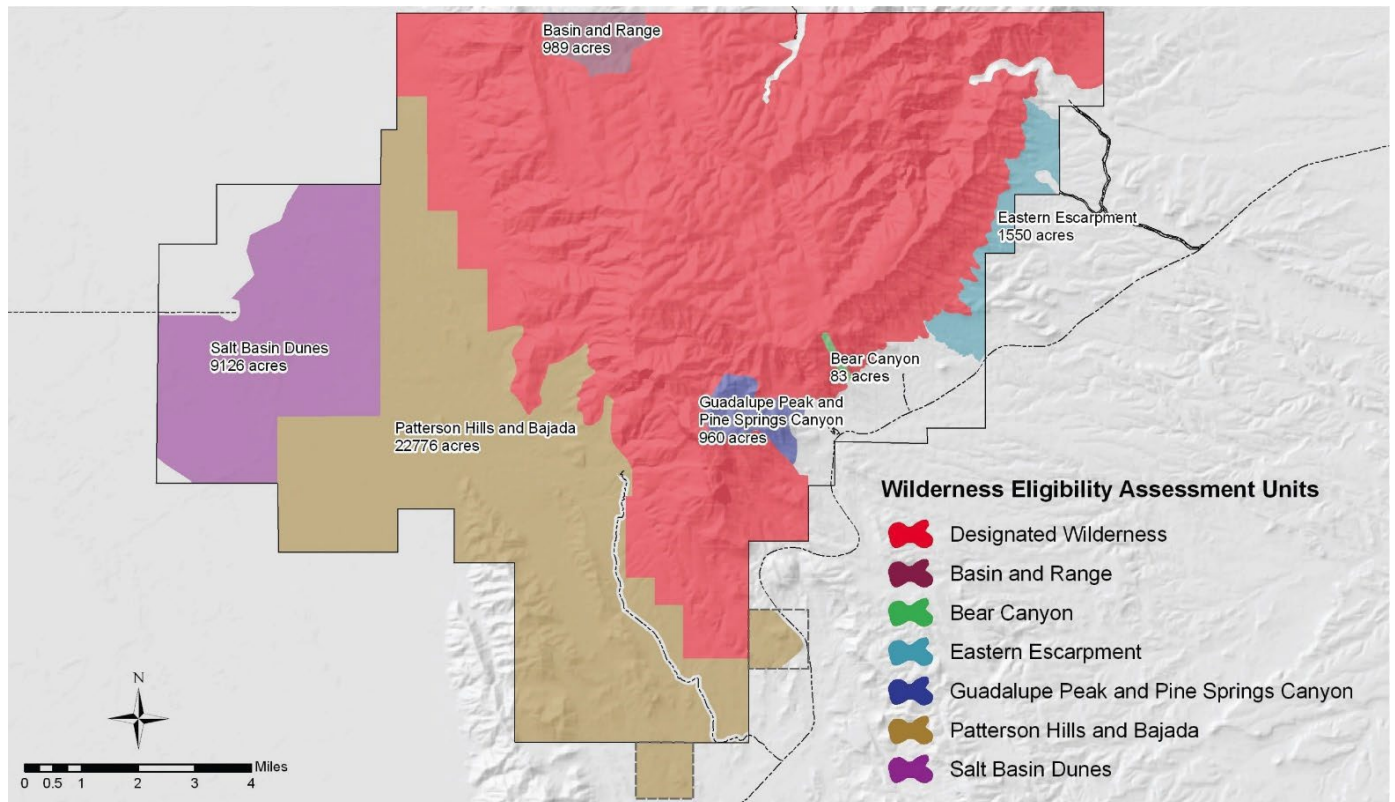 Basin and Range
989 acres
Eastern Escarpment
1550 acres
Salt Basin Dunes
9126 acres
Bear Canyon
83 acres
Guadalupe Peak and
Pine Springs Canyon
960 acres
Patterson Hills and Bajada
22776 acres
Wilderness Eligibility Assessment Units
Designated Wilderness
Basin and Range
Bear Canyon
Eastern Escarpment
Guadalupe Peak and Pine Springs Canyon
Patterson Hills and Bajada
Salt Basin Dunes
N
Miles
0 0.5 1 2 3 4